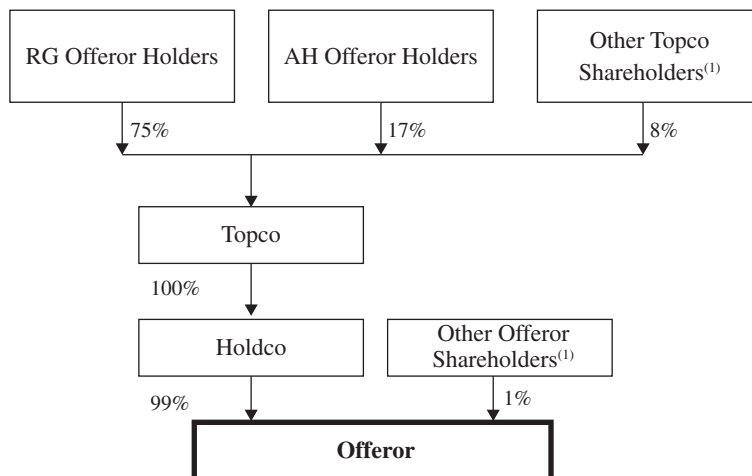 RG Offeror Holders
AH Offeror Holders
Other Topco
Shareholders(1)
75%
17%
8%
Topco
100%
Holdco
Other Offeror
Shareholders(1)
99%
1%
Offeror